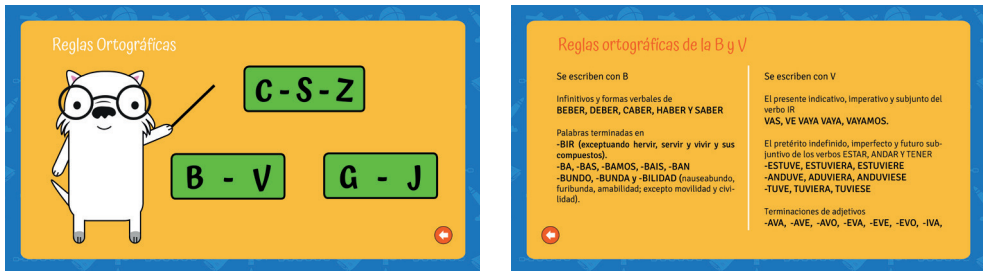 Reglas Ortográficas
C - S - Z
B - V
G - J
Reglas ortográficas de la B y V
Se escriben con B
Infinitivos y formas verbales de
BEBER, DEBER, CABER, HABER Y SABER
Palabras terminadas en
-BIR (exceptuando hervir, servir y vivir y sus
compuestos).
-BA, -BAS, -BAMOS, -BAIS, -BAN
-BUNDO, -BUNDA y -BILIDAD (nauseabundo,
furibunda, amabilidad; excepto movilidad y civi-
lidad).
Se escriben con V
El presente indicativo, imperativo y subjunto del
verbo IR
VAS, VE VAYA VAYA, VAYAMOS.
El pretérito indefinido, imperfecto y futuro sub-
juntivo de los verbos ESTAR, ANDAR Y TENER
-ESTUVE, ESTUVIERA, ESTUVIERE
-ANDUVE, ADUVIERA, ANDUVIESE
-TUVE, TUVIERA, TUVIESE
Terminaciones de adjetivos
-AVA, -AVE, -AVO, -EVA, -EVE, -EVO, -IVA,